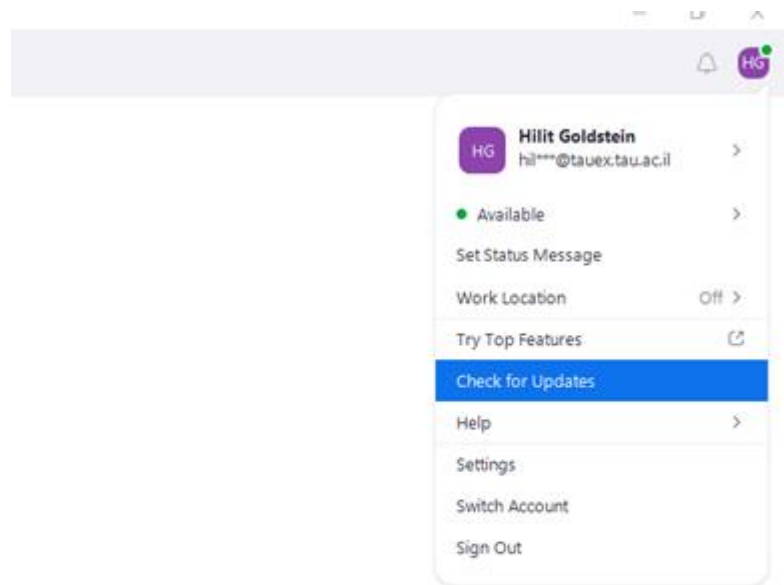 HG
HG
Hilit Goldstein
hil***@tauex.tau.ac.il
Available
Set Status Message
Work Location Off
Try Top Features
Check for Updates
Help
Settings
Switch Account
Sign Out